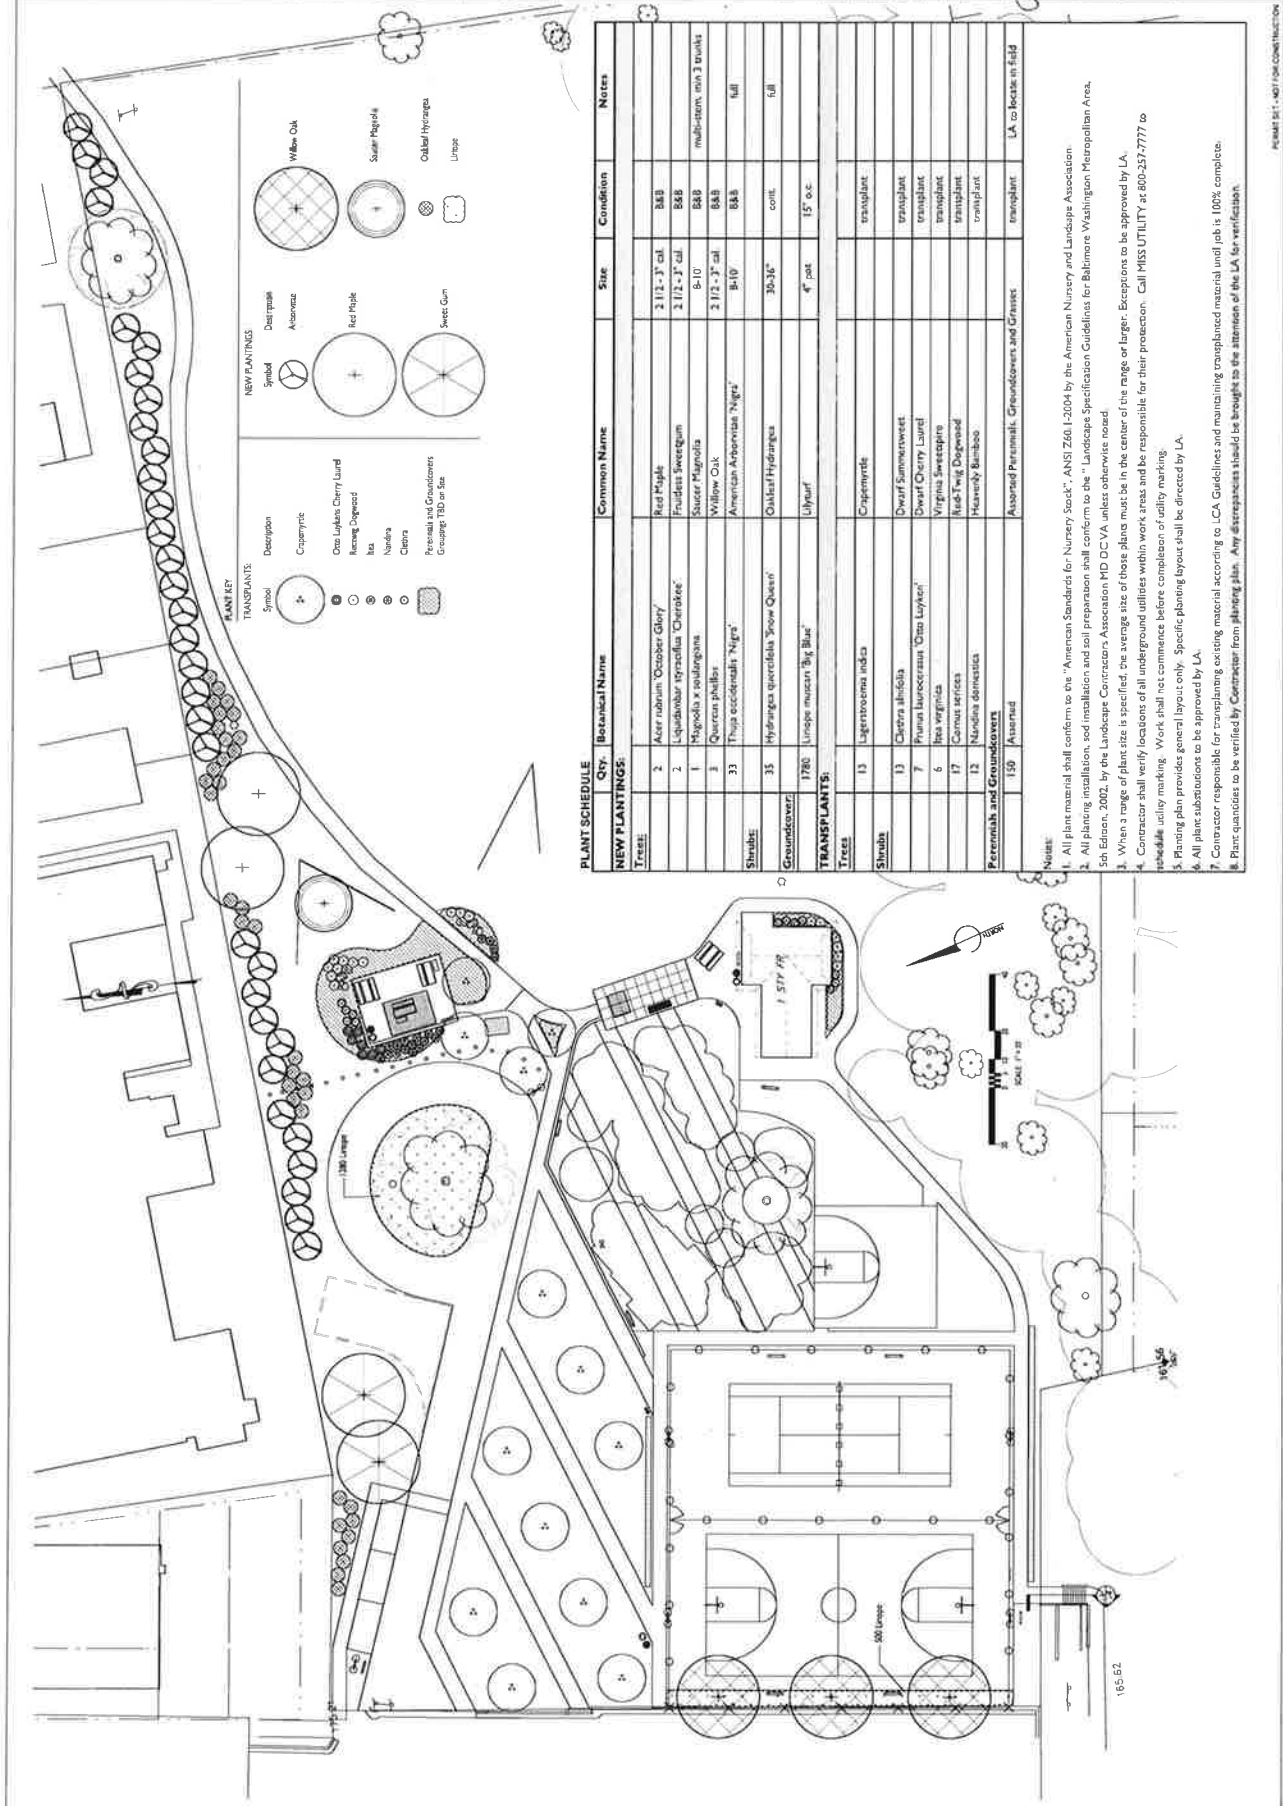 PLANT KEY
TRANSPLANTS:
Symbol Description
Crapemyrtle
Otto Luykens Cherry Laurel
Redtwig Dogwood
Itea
Nandina
Clethra
Perennials and Groundcovers
Groupings TBD on Site
NEW PLANTINGS
Symbol Description
Arborvitae
Willow Oak
Red Maple
Saucer Magnolia
Sweet Gum
Oakleaf Hydrangea
Liriope
1280 Liriope
500 Liriope
1 STY FR
NORTH
SCALE 1"=20'
165.62
PLANT SCHEDULE
Qty. Botanical Name Common Name Size Condition Notes
NEW PLANTINGS:
Trees:
2 Acer rubrum 'October Glory' Red Maple 2 1/2 - 3" cal. B&B
2 Liquidambar styraciflua 'Cherokee' Fruitless Sweetgum 2 1/2 - 3" cal. B&B
1 Magnolia x soulangiana Saucer Magnolia 8-10' B&B multi-stem, min 3 trunks
3 Quercus phellos Willow Oak 2 1/2 - 3" cal. B&B
33 Thuja occidentalis 'Nigra' American Arborvitae 'Nigra' 8-10' B&B full
Shrubs:
35 Hydrangea quercifolia 'Snow Queen' Oakleaf Hydrangea 30-36" cont. full
Groundcover:
1780 Liriope muscari 'Big Blue' Lilyturf 4" pot 15" o.c.
TRANSPLANTS:
Trees
13 Lagerstroemia indica Crapemyrtle transplant
Shrubs
13 Clethra alnifolia Dwarf Summersweet transplant
7 Prunus laurocerasus 'Otto Luyken' Dwarf Cherry Laurel transplant
6 Itea virginica Virginia Sweetspire transplant
17 Cornus sericea Red-Twig Dogwood transplant
12 Nandina domestica Heavenly Bamboo transplant
Perennials and Groundcovers
150 Assorted Assorted Perennials, Groundcovers and Grasses transplant LA to locate in field
Notes:
1. All plant material shall conform to the "American Standards for Nursery Stock", ANSI Z60.1-2004 by the American Nursery and Landscape Association.
2. All planting installation, sod installation and soil preparation shall conform to the " Landscape Specification Guidelines for Baltimore Washington Metropolitan Area,
5th Edition, 2002, by the Landscape Contractors Association MD DC VA unless otherwise noted.
3. When a range of plant size is specified, the average size of those plants must be in the center of the range or larger. Exceptions to be approved by LA.
4. Contractor shall verify locations of all underground utilities within work areas and be responsible for their protection. Call MISS UTILITY at 800-257-7777 to
schedule utility marking. Work shall not commence before completion of utility marking.
5. Planting plan provides general layout only. Specific planting layout shall be directed by LA.
6. All plant substitutions to be approved by LA.
7. Contractor responsible for transplanting existing material according to LCA Guidelines and maintaining transplanted material until job is 100% complete.
8. Plant quantities to be verified by Contractor from planting plan. Any discrepancies should be brought to the attention of the LA for verification.
PERMIT SET - NOT FOR CONSTRUCTION